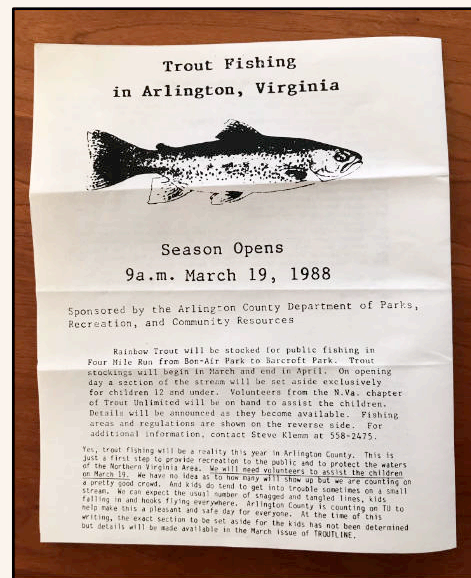 Trout Fishing
in Arlington, Virginia
Season Opens
9a.m. March 19, 1988
Sponsored by the Arlington County Department of Parks,
Recreation, and Community Resources
Rainbow Trout will be stocked for public fishing in
Four Mile Run from Bon-Air Park to Barcroft Park. Trout
stockings will begin in March and end in April. On opening
day a section of the stream will be set aside exclusively
for children 12 and under. Volunteers from the N.Va. chapter
of Trout Unlimited will be on hand to assist the children.
Details will be announced as they become available. Fishing
areas and regulations are shown on the reverse side. For
additional information, contact Steve Klemm at 558-2475.
Yes, trout fishing will be a reality this year in Arlington County. This is
just a first step to provide recreation to the public and to protect the waters
of the Northern Virginia Area. We will need volunteers to assist the children
on March 19. We have no idea as to how many will show up but we are counting on
a pretty good crowd. And kids do tend to get into trouble sometimes on a small
stream. We can expect the usual number of snagged and tangled lines, kids
falling in and hooks flying everywhere. Arlington County is counting on TU to
help make this a pleasant and safe day for everyone. At the time of this
writing, the exact section to be set aside for the kids has not been determined
but details will be made available in the March issue of TROUTLINE.